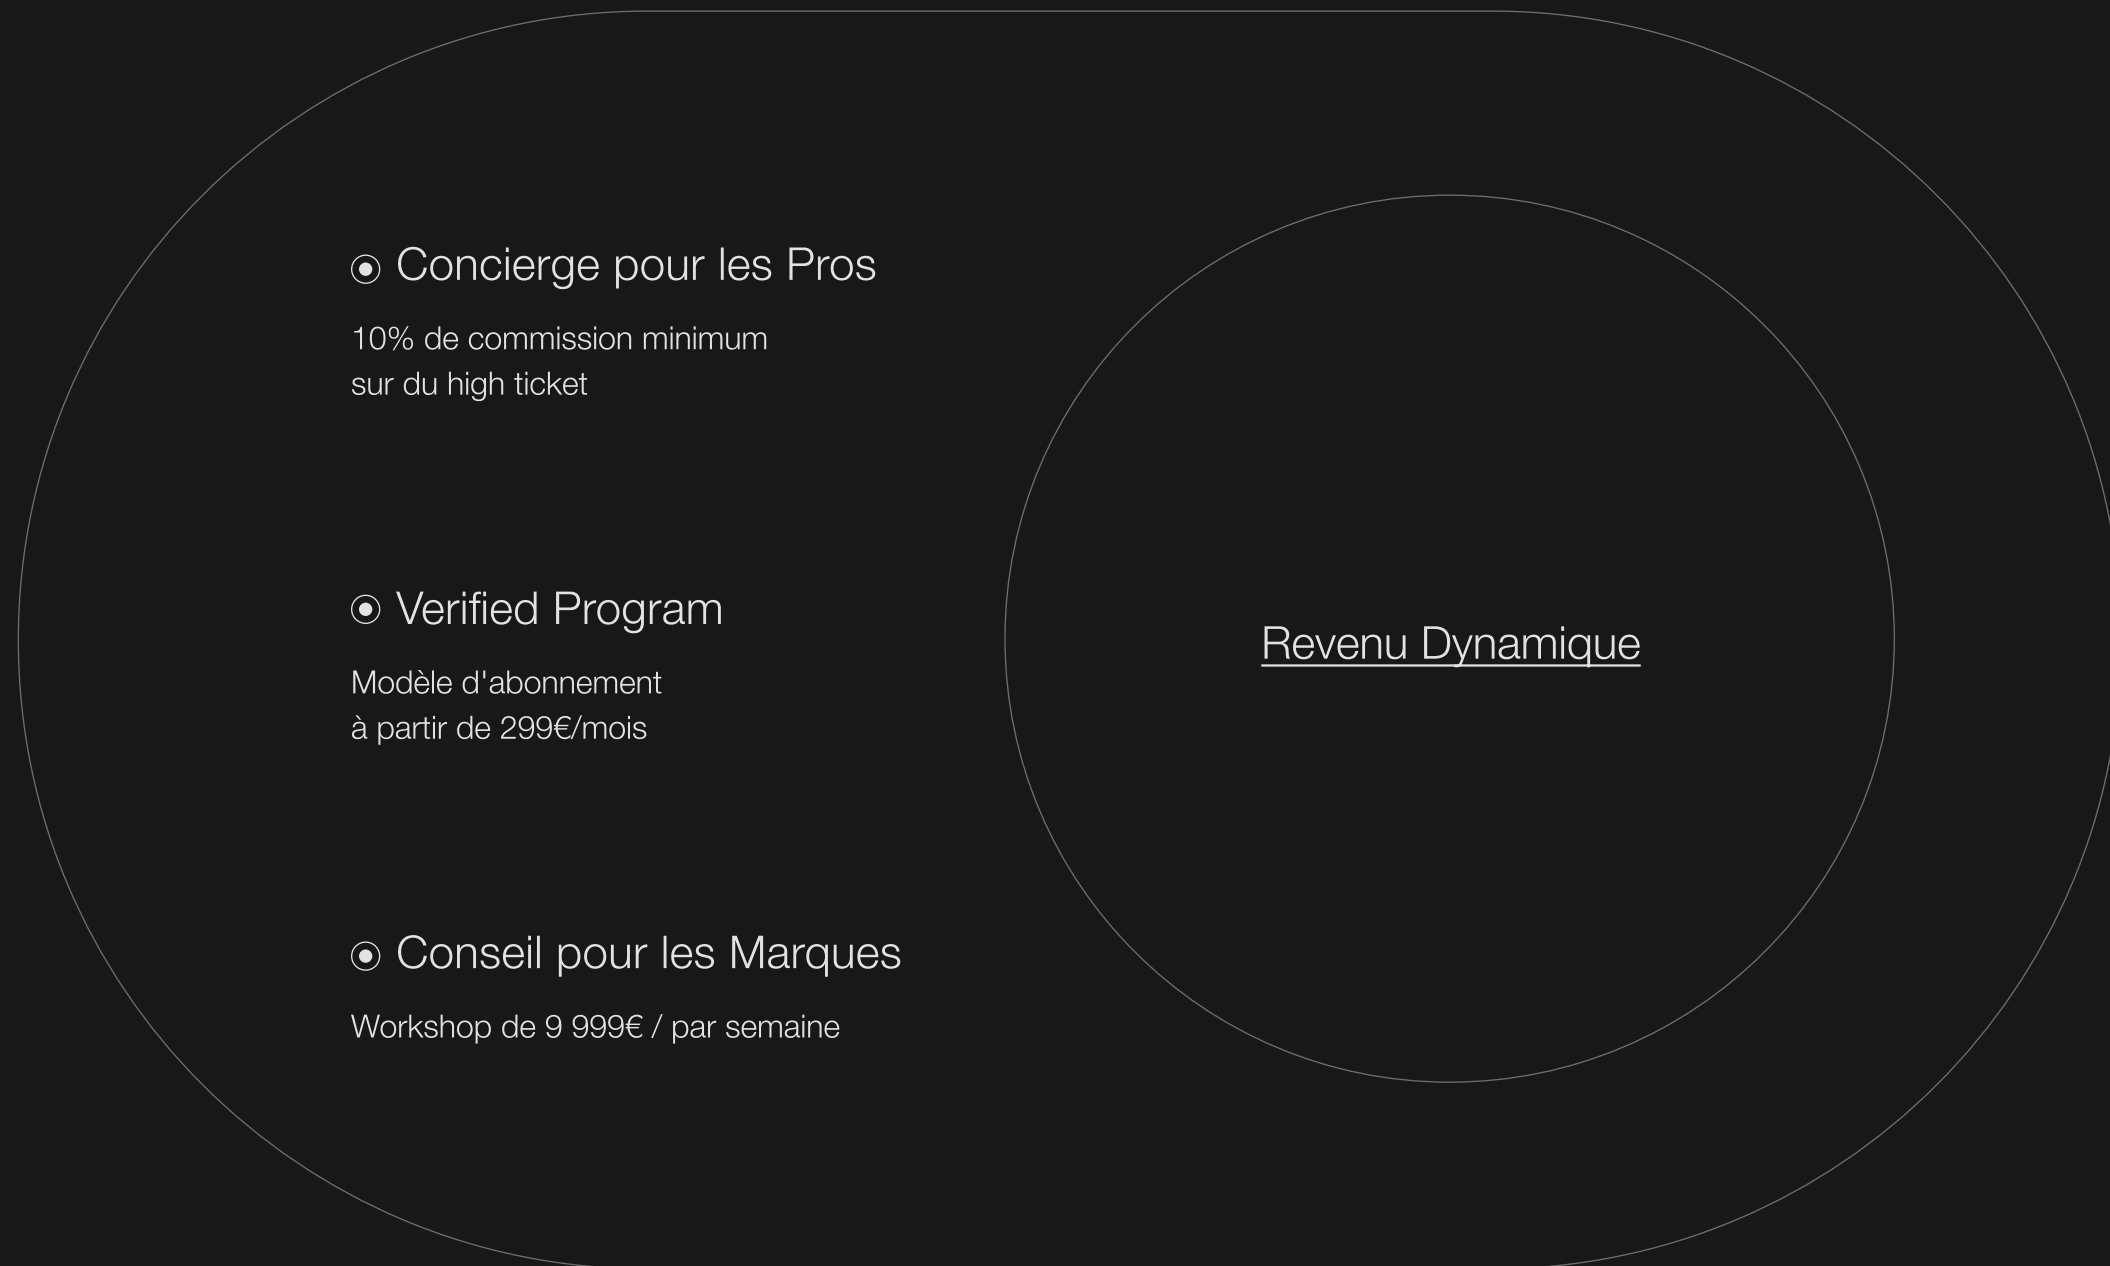 Concierge pour les Pros
10% de commission minimum
sur du high ticket
Verified Program
Modèle d'abonnement
à partir de 299€/mois
Conseil pour les Marques
Workshop de 9 999€ / par semaine
Revenu Dynamique